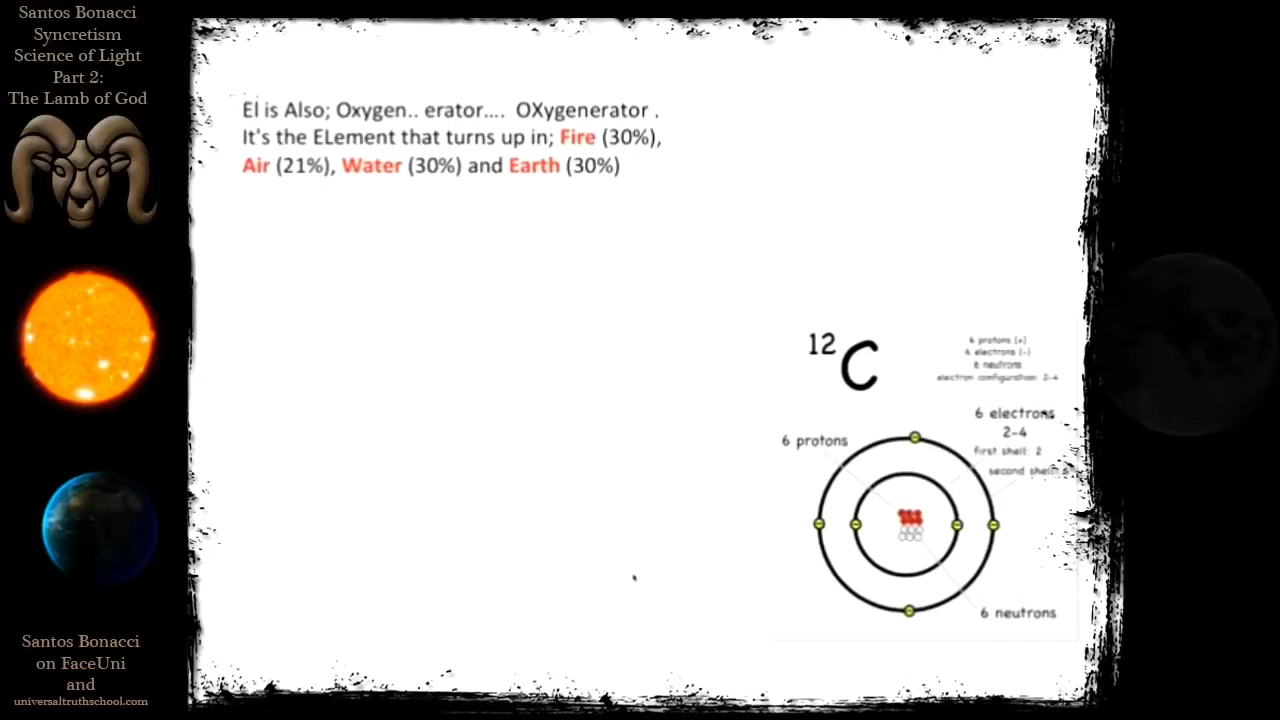 Santos Bonacci
Syncretism
Science of Light
Part 2:
The Lamb of God
El is Also; Oxygen.. erator.... OXygenerator .
It's the ELement that turns up in; Fire (30%),
Air (21%), Water (30%) and Earth (30%)
12
C
6 protons (+)
6 electrons (-)
6 neutrons
electron configuration: 2-4
6 electrons
2-4
first shell: 2
second shell:
6 protons
6 neutrons
Santos Bonacci
on FaceUni
and
universaltruthschool.com